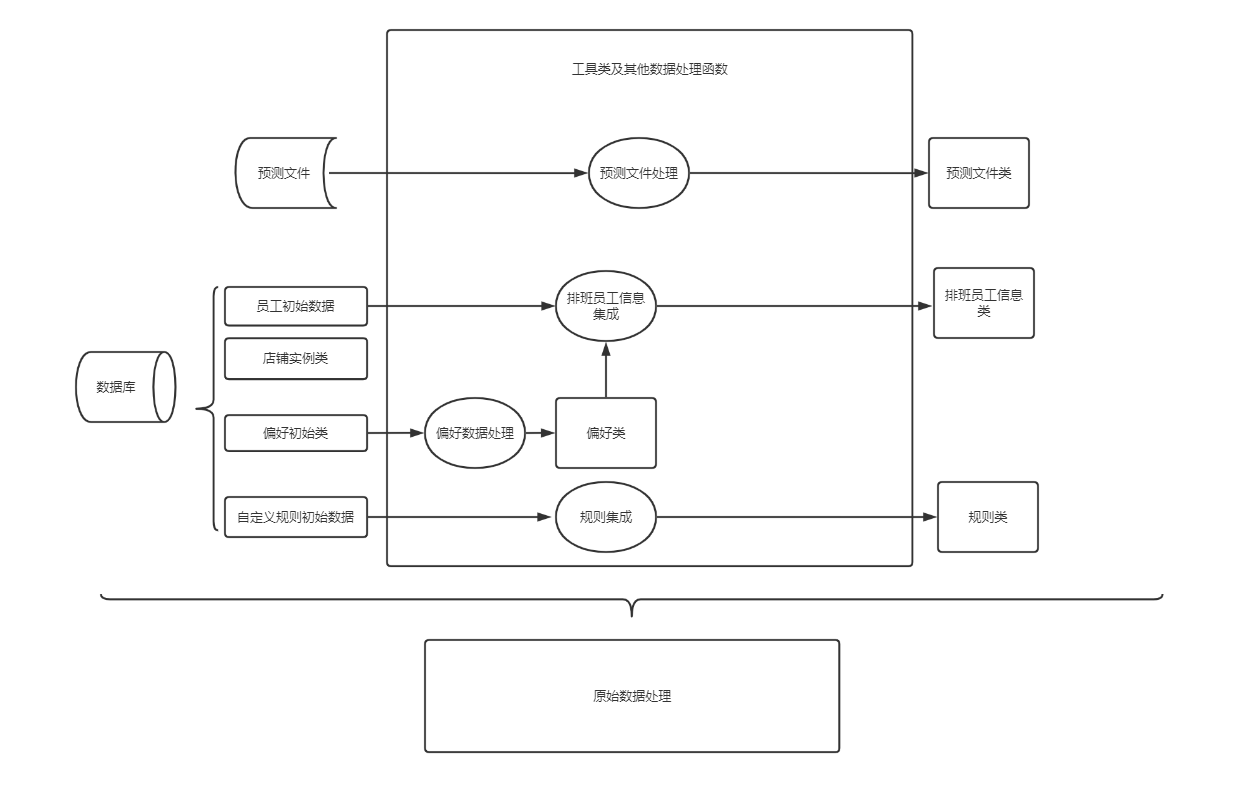 工具类及其他数据处理函数
预测文件
预测文件处理
预测文件类
员工初始数据
排班员工信息
集成
排班员工信息
类
店铺实例类
数据库
偏好初始类
偏好数据处理
偏好类
自定义规则初始数据
规则集成
规则类
原始数据处理